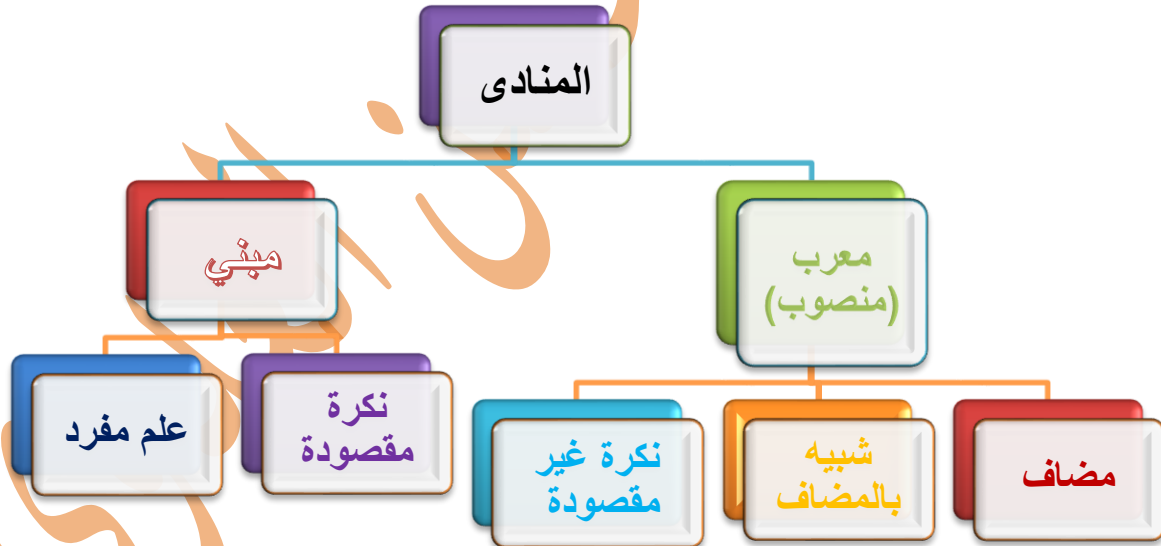 المنادى
معرب
(منصوب)
مبني
مضاف
شبيه
بالمضاف
نكرة غير
مقصودة
نكرة
مقصودة
علم مفرد